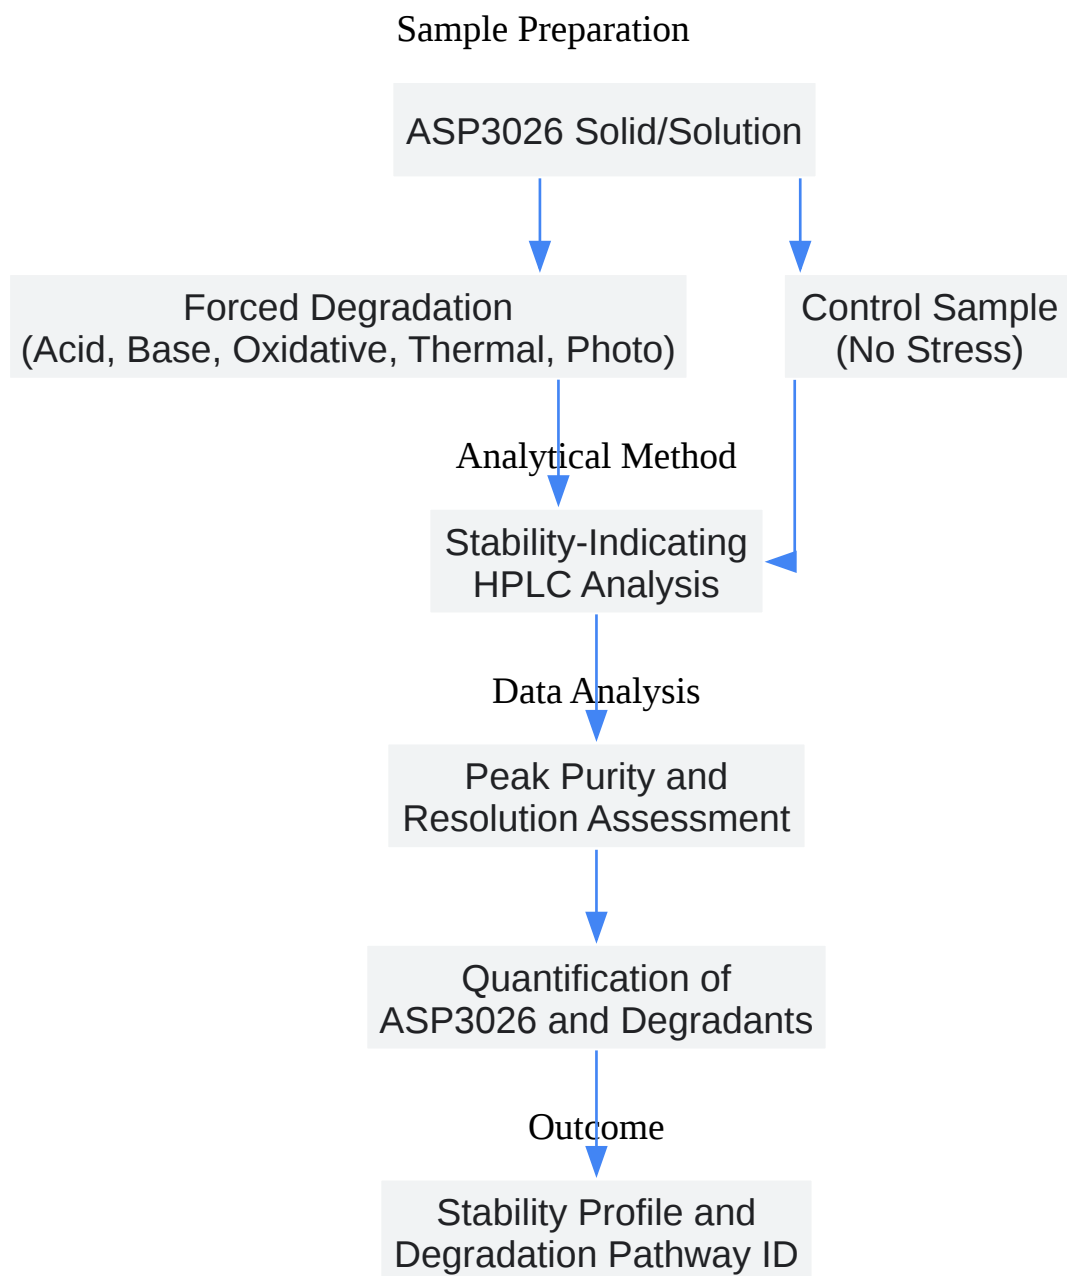 Sample Preparation
ASP3026 Solid/Solution
Forced Degradation
(Acid, Base, Oxidative, Thermal, Photo)
Control Sample
(No Stress)
Analytical Method
Stability-Indicating
HPLC Analysis
Data Analysis
Peak Purity and
Resolution Assessment
Quantification of
ASP3026 and Degradants
Outcome
Stability Profile and
Degradation Pathway ID